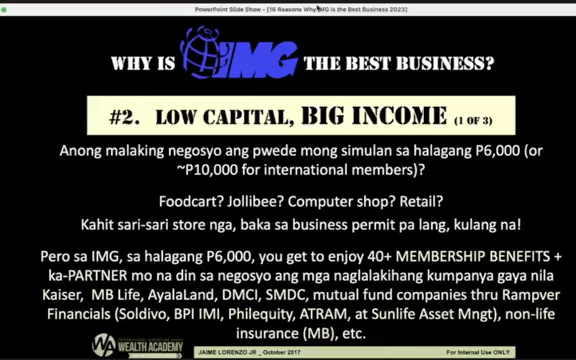 PowerPoint Slide Show - [16 Reasons Why IMG is the Best Business 2023]
WHY IS IMG THE BEST BUSINESS?
#2. LOW CAPITAL, BIG INCOME (1 OF 3)
Anong malaking negosyo ang pwede mong simulan sa halagang P6,000 (or
~P10,000 for international members)?
Foodcart? Jollibee? Computer shop? Retail?
Kahit sari-sari store nga, baka sa business permit pa lang, kulang na!
Pero sa IMG, sa halagang P6,000, you get to enjoy 40+ MEMBERSHIP BENEFITS +
ka-PARTNER mo na din sa negosyo ang mga naglalakihang kumpanya gaya nila
Kaiser, MB Life, AyalaLand, DMCI, SMDC, mutual fund companies thru Rampver
Financials (Soldivo, BPI IMI, Philequity, ATRAM, at Sunlife Asset Mngt), non-life
insurance (MB), etc.
WEALTH ACADEMY
JAIME LORENZO JR _ October 2017
For Internal Use ONLY